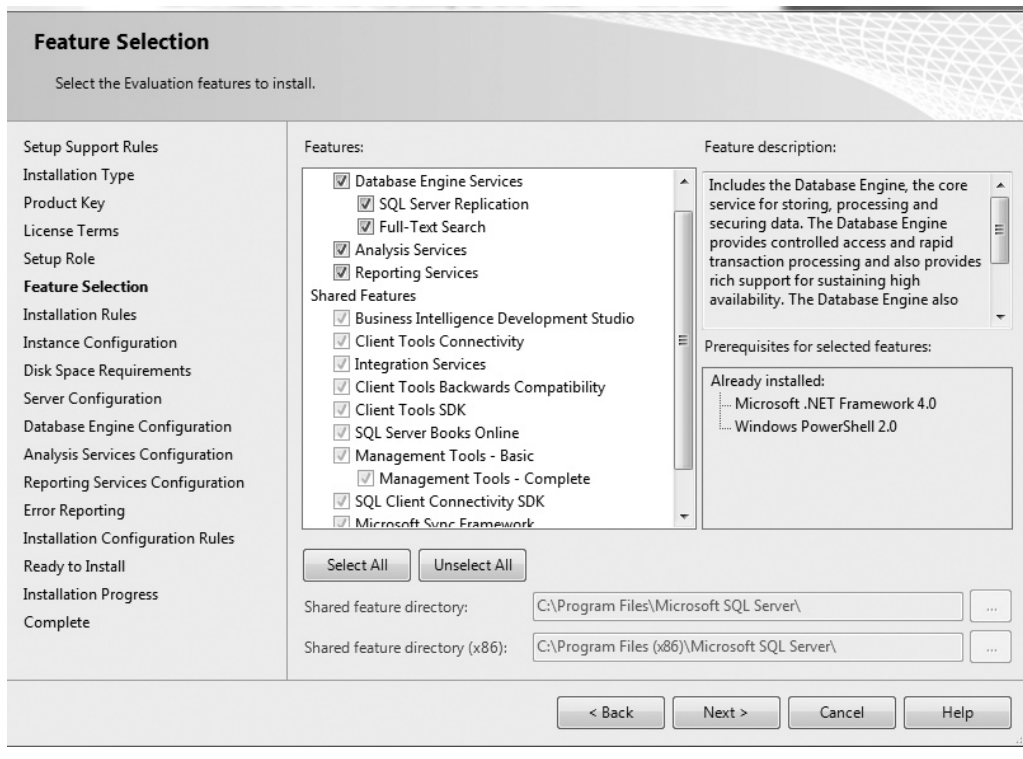 Feature Selection
Select the Evaluation features to install.
Setup Support Rules
Installation Type
Product Key
License Terms
Setup Role
Feature Selection
Installation Rules
Instance Configuration
Disk Space Requirements
Server Configuration
Database Engine Configuration
Analysis Services Configuration
Reporting Services Configuration
Error Reporting
Installation Configuration Rules
Ready to Install
Installation Progress
Complete
Features:
Database Engine Services
SQL Server Replication
Full-Text Search
Analysis Services
Reporting Services
Shared Features
Business Intelligence Development Studio
Client Tools Connectivity
Integration Services
Client Tools Backwards Compatibility
Client Tools SDK
SQL Server Books Online
Management Tools - Basic
Management Tools - Complete
SQL Client Connectivity SDK
Microsoft Sync Framework
Feature description:
Includes the Database Engine, the core
service for storing, processing and
securing data. The Database Engine
provides controlled access and rapid
transaction processing and also provides
rich support for sustaining high
availability. The Database Engine also
Prerequisites for selected features:
Already installed:
Microsoft .NET Framework 4.0
Windows PowerShell 2.0
Select All
Unselect All
Shared feature directory:
C:\Program Files\Microsoft SQL Server\
...
Shared feature directory (x86):
C:\Program Files (x86)\Microsoft SQL Server\
...
< Back
Next >
Cancel
Help